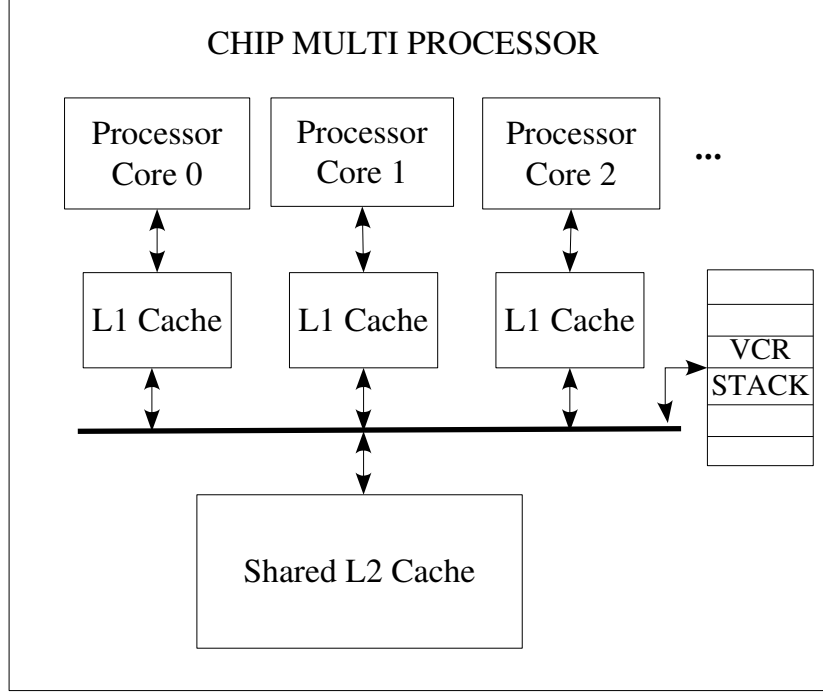 CHIP MULTI PROCESSOR
Processor
Core 0
Processor
Core 1
Processor
Core 2
...
L1 Cache
L1 Cache
L1 Cache
VCR
STACK
Shared L2 Cache